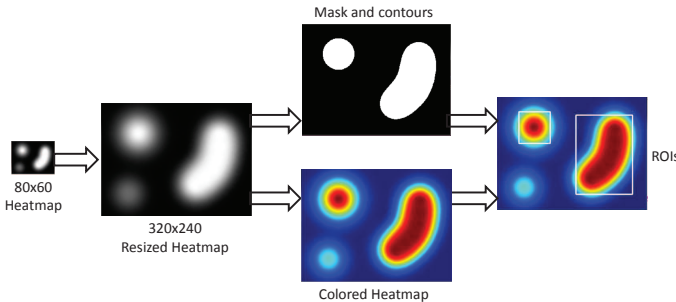 Mask and contours
80x60
Heatmap
320x240
Resized Heatmap
ROIs
Colored Heatmap